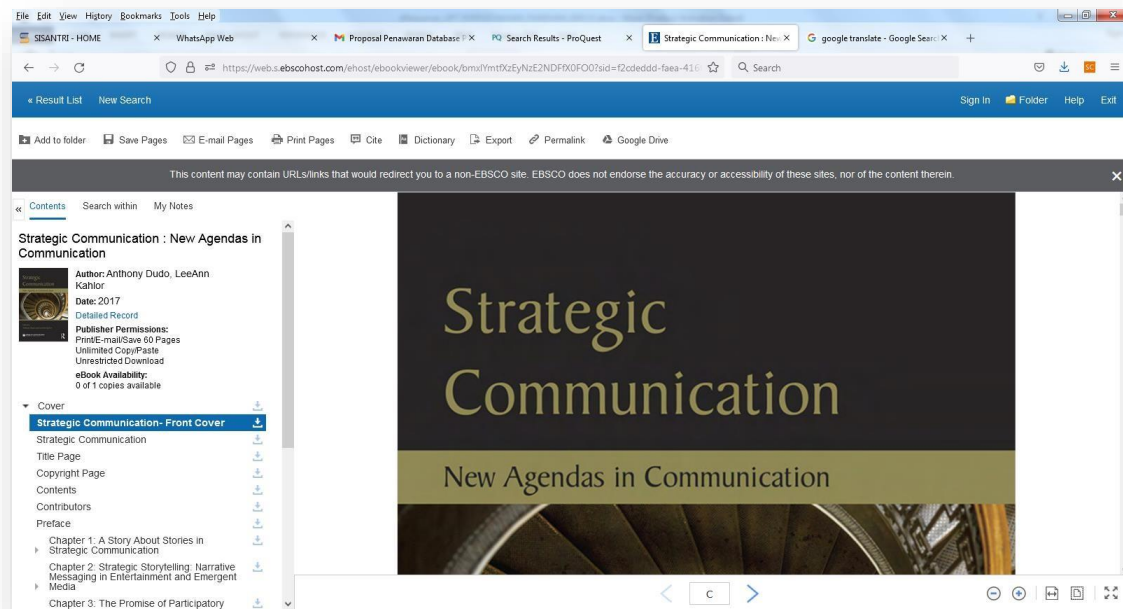 File Edit View History Bookmarks Tools Help
SISANTRI - HOME
WhatsApp Web
Proposal Penawaran Database P
PQ Search Results - ProQuest
Strategic Communication : New
google translate - Google Search
https://web.s.ebscohost.com/ehost/ebookviewer/ebook/bmxlYmtfXzEyNzE2NDFfX0FO0?sid=f2cdeddd-faea-416
Search
« Result List New Search
Sign In Folder Help Exit
Add to folder Save Pages E-mail Pages Print Pages Cite Dictionary Export Permalink Google Drive
This content may contain URLs/links that would redirect you to a non-EBSCO site. EBSCO does not endorse the accuracy or accessibility of these sites, nor of the content therein.
« Contents Search within My Notes
Strategic Communication : New Agendas in
Communication
Author: Anthony Dudo, LeeAnn
Kahlor
Date: 2017
Detailed Record
Publisher Permissions:
Print/E-mail/Save 60 Pages
Unlimited Copy/Paste
Unrestricted Download
eBook Availability:
0 of 1 copies available
Cover
Strategic Communication- Front Cover
Strategic Communication
Title Page
Copyright Page
Contents
Contributors
Preface
Chapter 1: A Story About Stories in
Strategic Communication
Chapter 2: Strategic Storytelling: Narrative
Messaging in Entertainment and Emergent
Media
Chapter 3: The Promise of Participatory
Strategic
Communication
New Agendas in Communication
C